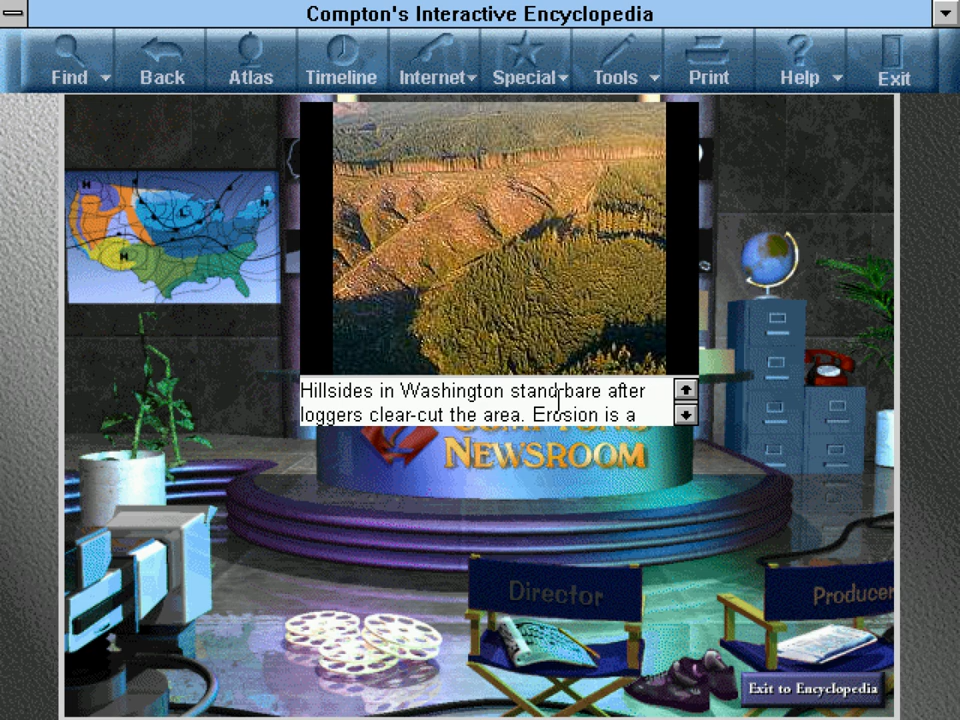 Compton's Interactive Encyclopedia
Find Back Atlas Timeline Internet Special Tools Print Help Exit
H
L
H
H
Hillsides in Washington stand bare after
loggers clear-cut the area. Erosion is a
NEWSROOM
Director
Producer
Exit to Encyclopedia